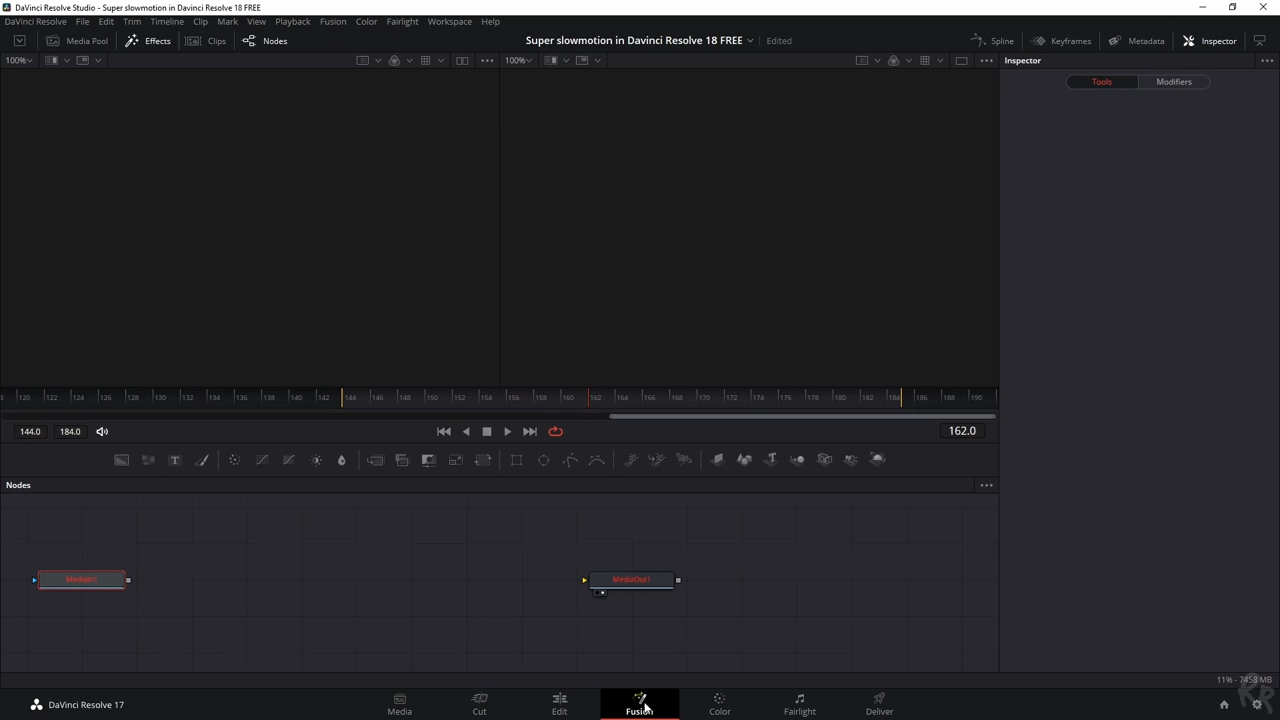 DaVinci Resolve Studio - Super slowmotion in Davinci Resolve 18 FREE
DaVinci Resolve File Edit Trim Timeline Clip Mark View Playback Fusion Color Fairlight Workspace Help
Media Pool Effects Clips Nodes Super slowmotion in Davinci Resolve 18 FREE Edited Spline Keyframes Metadata Inspector
100% 100% Inspector
Tools Modifiers
120 122 124 126 128 130 132 134 136 138 140 142 144 146 148 150 152 154 156 158 160 162 164 166 168 170 172 174 176 178 180 182 184 186 188 190
144.0 184.0 162.0
Nodes
MediaIn1 MediaOut1
11% - 7458 MB
DaVinci Resolve 17 Media Cut Edit Fusion Color Fairlight Deliver
KR